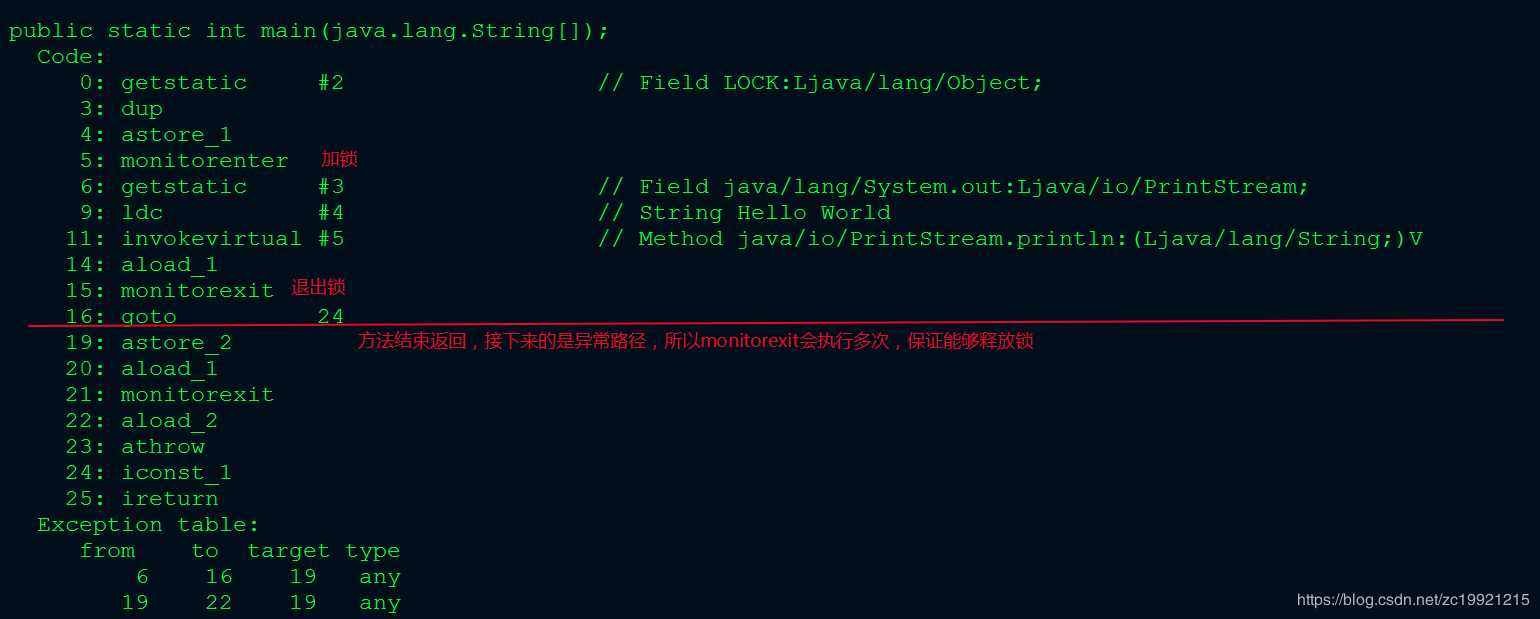 public static int main(java.lang.String[]);
Code:
0: getstatic #2 // Field LOCK:Ljava/lang/Object;
3: dup
4: astore_1
5: monitorenter 加锁
6: getstatic #3 // Field java/lang/System.out:Ljava/io/PrintStream;
9: ldc #4 // String Hello World
11: invokevirtual #5 // Method java/io/PrintStream.println:(Ljava/lang/String;)V
14: aload_1
15: monitorexit 退出锁
16: goto 24
19: astore_2 方法结束返回，接下来的是异常路径，所以monitorexit会执行多次，保证能够释放锁
20: aload_1
21: monitorexit
22: aload_2
23: athrow
24: iconst_1
25: ireturn
Exception table:
from to target type
6 16 19 any
19 22 19 any
https://blog.csdn.net/zc19921215